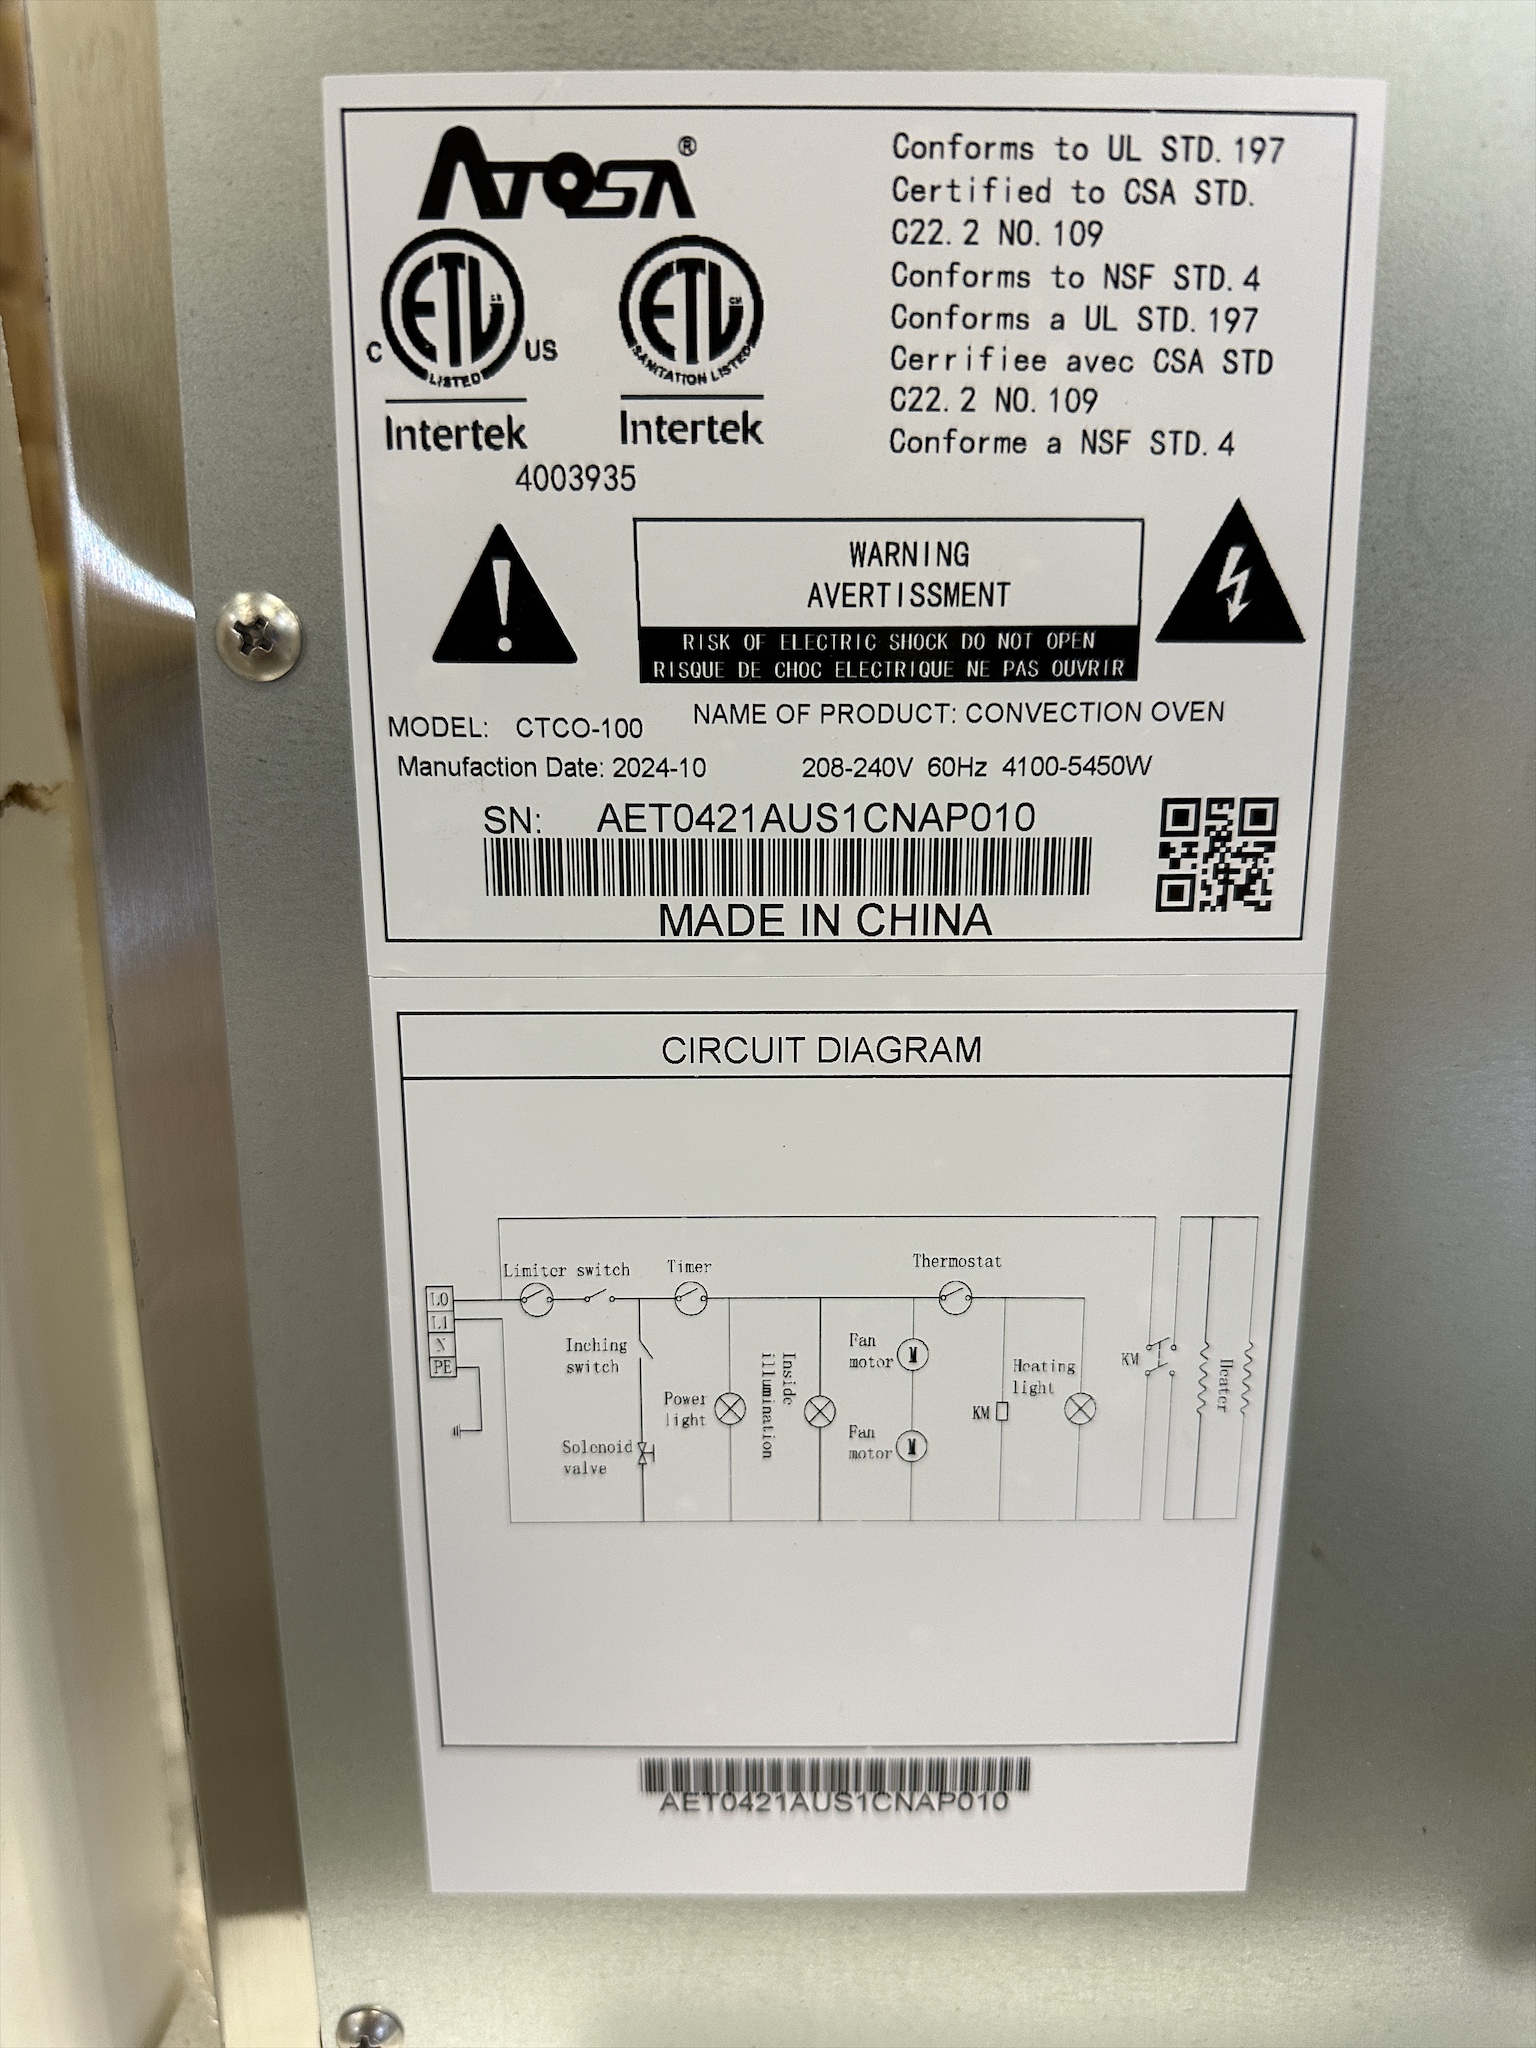 ATOSA®
Conforms to UL STD. 197
Certified to CSA STD.
C22. 2 NO. 109
Conforms to NSF STD. 4
Conforms a UL STD. 197
Cerrifiee avec CSA STD
C22. 2 NO. 109
Conforme a NSF STD. 4
ETL
C US
LISTED
Intertek
ETL
SANITATION LISTED
Intertek
4003935
WARNING
AVERTISSMENT
RISK OF ELECTRIC SHOCK DO NOT OPEN
RISQUE DE CHOC ELECTRIQUE NE PAS OUVRIR
MODEL: CTCO-100
NAME OF PRODUCT: CONVECTION OVEN
Manufaction Date: 2024-10
208-240V 60Hz 4100-5450W
SN: AET0421AUS1CNAP010
MADE IN CHINA
CIRCUIT DIAGRAM
Limiter switch
Timer
Thermostat
L0
L1
N
PE
Inching
switch
Solenoid
valve
Power
light
Inside
illumination
Fan
motor
M
Fan
motor
M
KM
Heating
light
KM
Heater
AET0421AUS1CNAP010